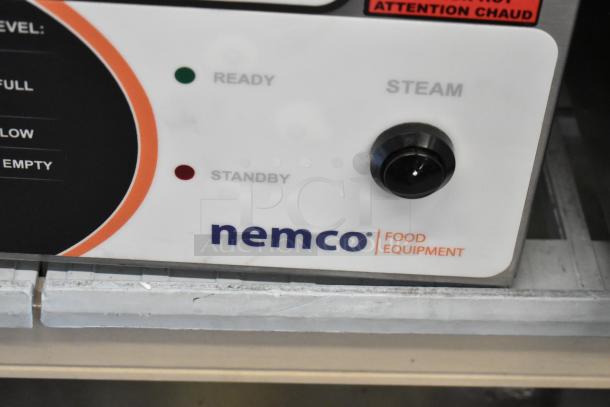 ATTENTION CHAUD
EVEL:
FULL
LOW
EMPTY
READY
STANDBY
STEAM
nemco
FOOD
EQUIPMENT